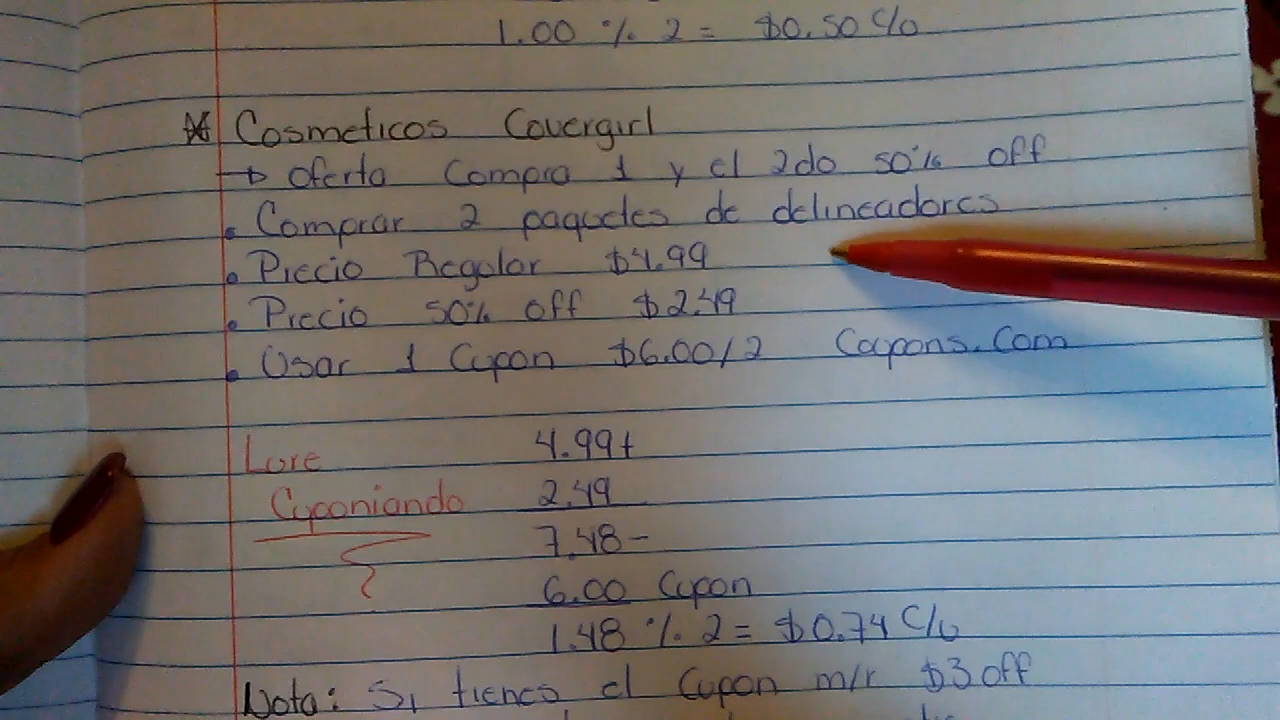 1.00 % 2 = $0.50 c/u
* Cosmeticos Covergirl
→ Oferta Compra 1 y el 2do 50% off
• Comprar 2 paquetes de delineadores
• Precio Regular $4.99
• Precio 50% off $2.49
• Usar 1 Cupon $6.00/2 Coupons.Com
Lore 4.99+
Cuponiando 2.49
7.48-
6.00 Cupon
1.48 % 2 = $0.74 c/u
Nota: Si tienes el Cupon m/r $3 off